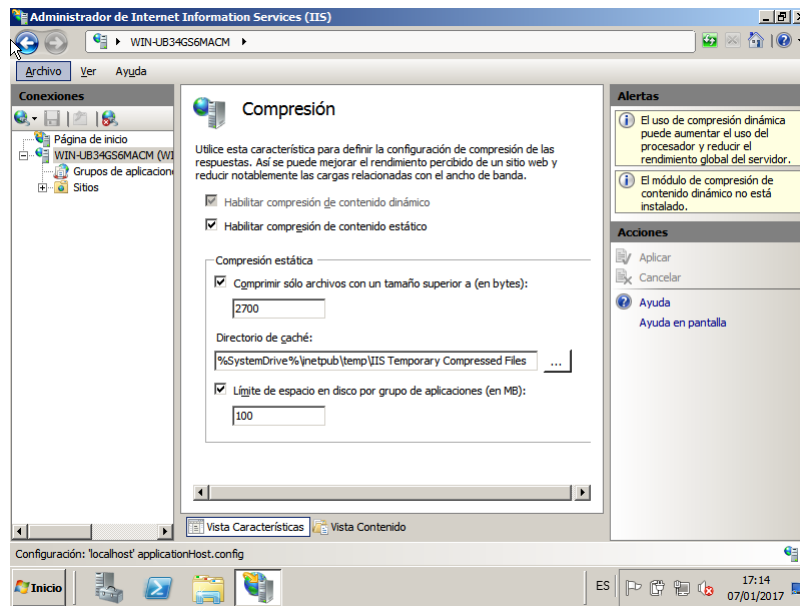 Administrador de Internet Information Services (IIS)
WIN-UB34GS6MACM
Archivo Ver Ayuda
Conexiones
Página de inicio
WIN-UB34GS6MACM (WI
Grupos de aplicacion
Sitios
Compresión
Utilice esta característica para definir la configuración de compresión de las
respuestas. Así se puede mejorar el rendimiento percibido de un sitio web y
reducir notablemente las cargas relacionadas con el ancho de banda.
Habilitar compresión de contenido dinámico
Habilitar compresión de contenido estático
Compresión estática
Comprimir sólo archivos con un tamaño superior a (en bytes):
2700
Directorio de caché:
%SystemDrive%\inetpub\temp\IIS Temporary Compressed Files
...
Límite de espacio en disco por grupo de aplicaciones (en MB):
100
Vista Características Vista Contenido
Alertas
El uso de compresión dinámica
puede aumentar el uso del
procesador y reducir el
rendimiento global del servidor.
El módulo de compresión de
contenido dinámico no está
instalado.
Acciones
Aplicar
Cancelar
Ayuda
Ayuda en pantalla
Configuración: 'localhost' applicationHost.config
Inicio
ES
17:14
07/01/2017